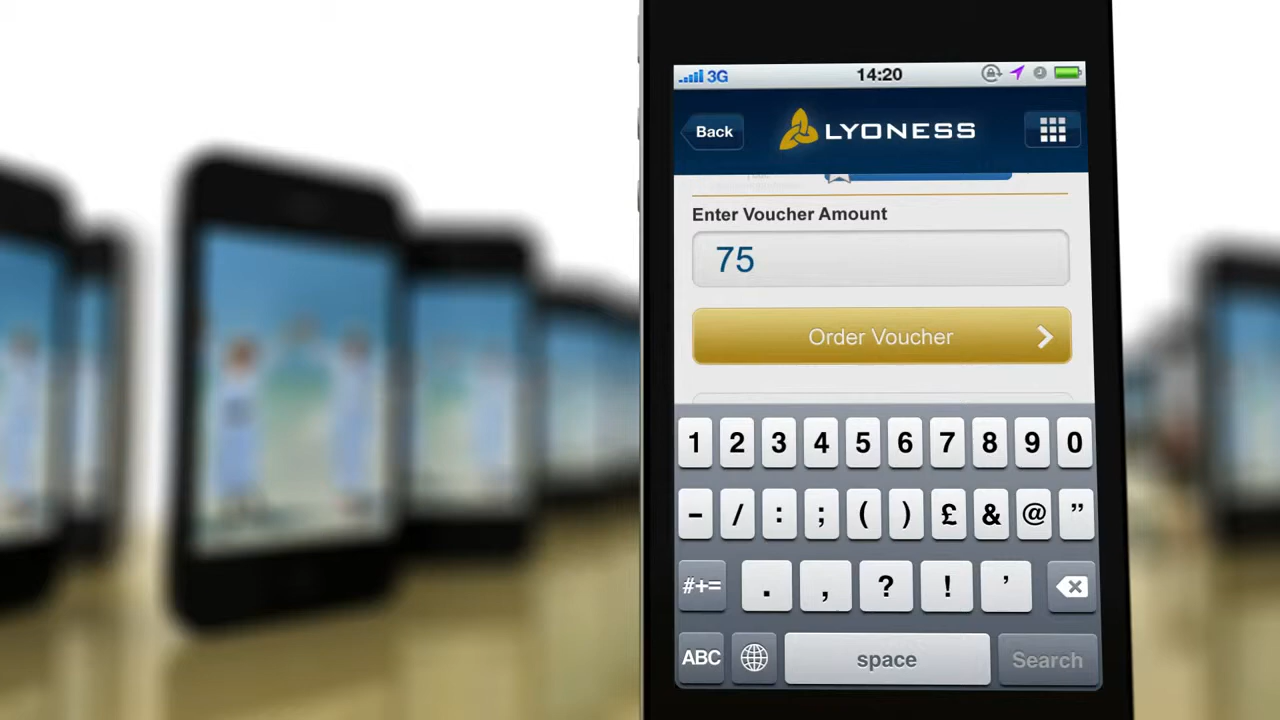 3G 14:20
Back LYONESS
Enter Voucher Amount
75
Order Voucher
1 2 3 4 5 6 7 8 9 0
- / : ; ( ) £ & @ ”
#+= . , ? ! ’
ABC space Search